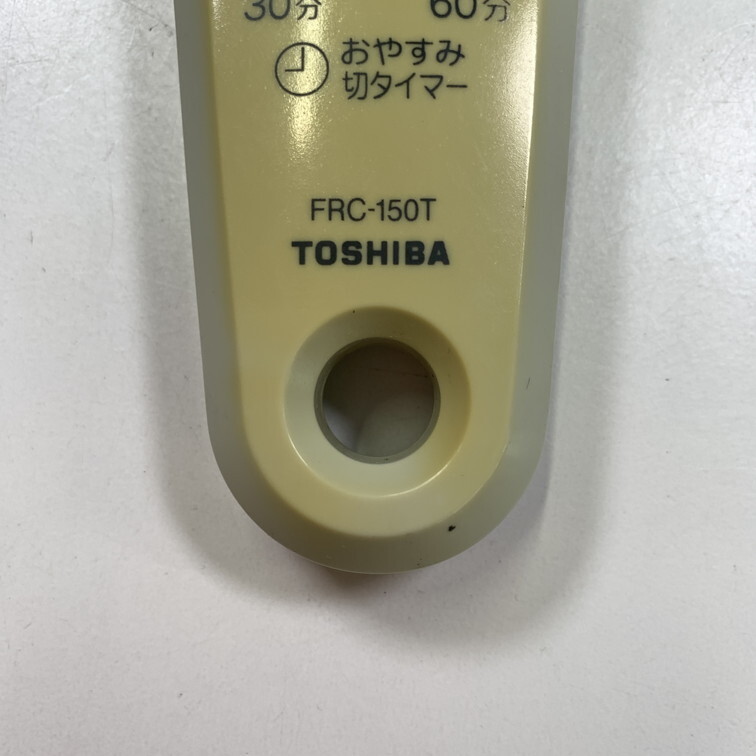 30分 60分
おやすみ
切タイマー
FRC-150T
TOSHIBA